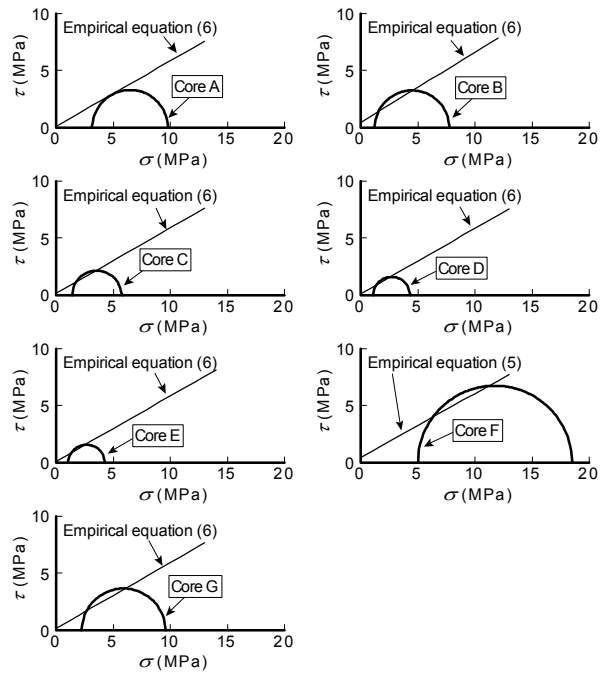 10
Empirical equation (6)
τ (MPa)
5
Core A
0
0 5 10 15 20
σ (MPa)
10
Empirical equation (6)
τ (MPa)
5
Core B
0
0 5 10 15 20
σ (MPa)
10
Empirical equation (6)
τ (MPa)
5
Core C
0
0 5 10 15 20
σ (MPa)
10
Empirical equation (6)
τ (MPa)
5
Core D
0
0 5 10 15 20
σ (MPa)
10
Empirical equation (6)
τ (MPa)
5
Core E
0
0 5 10 15 20
σ (MPa)
10
Empirical equation (5)
τ (MPa)
5
Core F
0
0 5 10 15 20
σ (MPa)
10
Empirical equation (6)
τ (MPa)
5
Core G
0
0 5 10 15 20
σ (MPa)